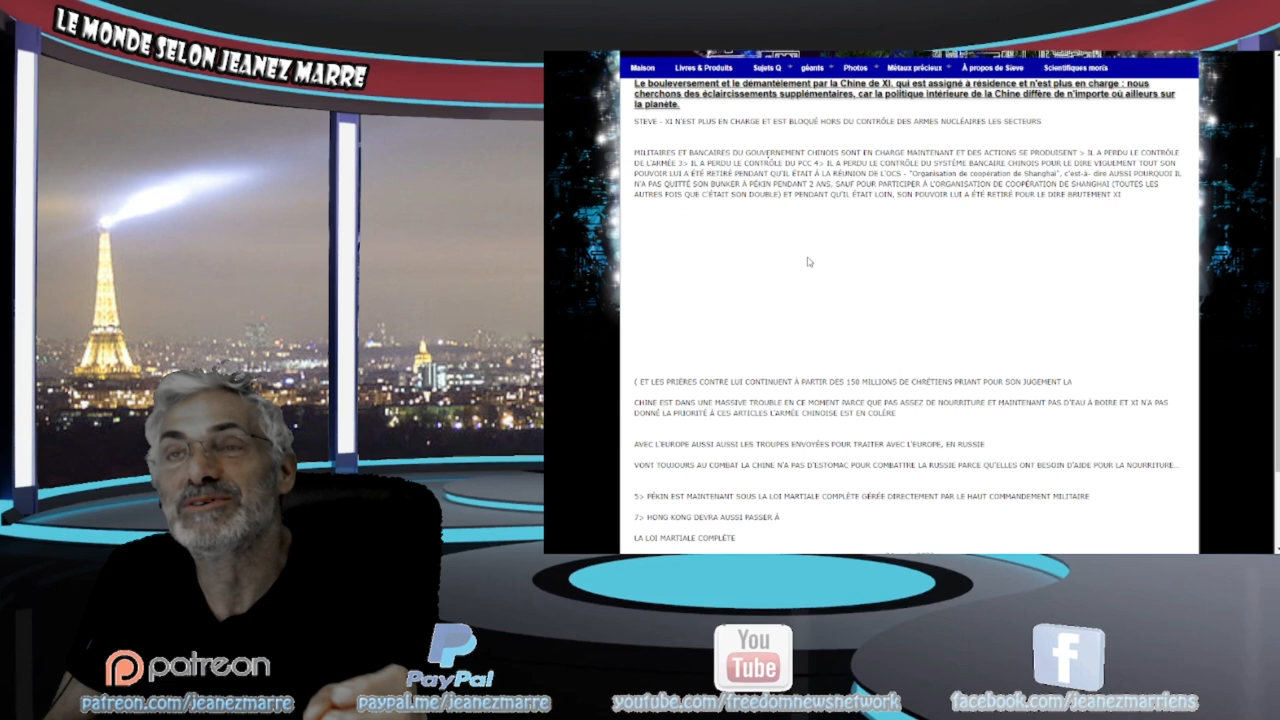 LE MONDE SELON JEANEZ MARRE
Maison Livres & Produits Sujets Q géants Photos Métaux précieux À propos de Steve Scientifiques morts
Le bouleversement et le démantèlement par la Chine de XI, qui est assigné à résidence et n'est plus en charge : nous
cherchons des éclaircissements supplémentaires, car la politique intérieure de la Chine diffère de n'importe où ailleurs sur
la planète.
STEVE - XI N'EST PLUS EN CHARGE ET EST BLOQUÉ HORS DU CONTRÔLE DES ARMES NUCLÉAIRES LES SECTEURS
MILITAIRES ET BANCAIRES DU GOUVERNEMENT CHINOIS SONT EN CHARGE MAINTENANT ET DES ACTIONS SE PRODUISENT > IL A PERDU LE CONTRÔLE
DE L'ARMÉE 3> IL A PERDU LE CONTRÔLE DU PCC 4> IL A PERDU LE CONTRÔLE DU SYSTÈME BANCAIRE CHINOIS POUR LE DIRE VIGUEMENT TOUT SON
POUVOIR LUI A ÉTÉ RETIRÉ PENDANT QU'IL ÉTAIT À LA RÉUNION DE L'OCS - "Organisation de coopération de Shanghai", c'est-à- dire AUSSI POURQUOI IL
N'A PAS QUITTÉ SON BUNKER À PÉKIN PENDANT 2 ANS, SAUF POUR PARTICIPER À L'ORGANISATION DE COOPÉRATION DE SHANGHAI (TOUTES LES
AUTRES FOIS QUE C'ÉTAIT SON DOUBLE) ET PENDANT QU'IL ÉTAIT LOIN, SON POUVOIR LUI A ÉTÉ RETIRÉ POUR LE DIRE BRUTEMENT XI
( ET LES PRIÈRES CONTRE LUI CONTINUENT À PARTIR DES 150 MILLIONS DE CHRÉTIENS PRIANT POUR SON JUGEMENT LA
CHINE EST DANS UNE MASSIVE TROUBLE EN CE MOMENT PARCE QUE PAS ASSEZ DE NOURRITURE ET MAINTENANT PAS D'EAU À BOIRE ET XI N'A PAS
DONNÉ LA PRIORITÉ À CES ARTICLES L'ARMÉE CHINOISE EST EN COLÈRE
AVEC L'EUROPE AUSSI AUSSI LES TROUPES ENVOYÉES POUR TRAITER AVEC L'EUROPE, EN RUSSIE
VONT TOUJOURS AU COMBAT LA CHINE N'A PAS D'ESTOMAC POUR COMBATTRE LA RUSSIE PARCE QU'ELLES ONT BESOIN D'AIDE POUR LA NOURRITURE...
5> PÉKIN EST MAINTENANT SOUS LA LOI MARTIALE COMPLÈTE GÉRÉE DIRECTEMENT PAR LE HAUT COMMANDEMENT MILITAIRE
7> HONG KONG DEVRA AUSSI PASSER À
LA LOI MARTIALE COMPLÈTE
patreon PayPal You Tube f
patreon.com/jeanezmarre paypal.me/jeanezmarre youtube.com/freedomnewsnetwork facebook.com/jeanezmarriens